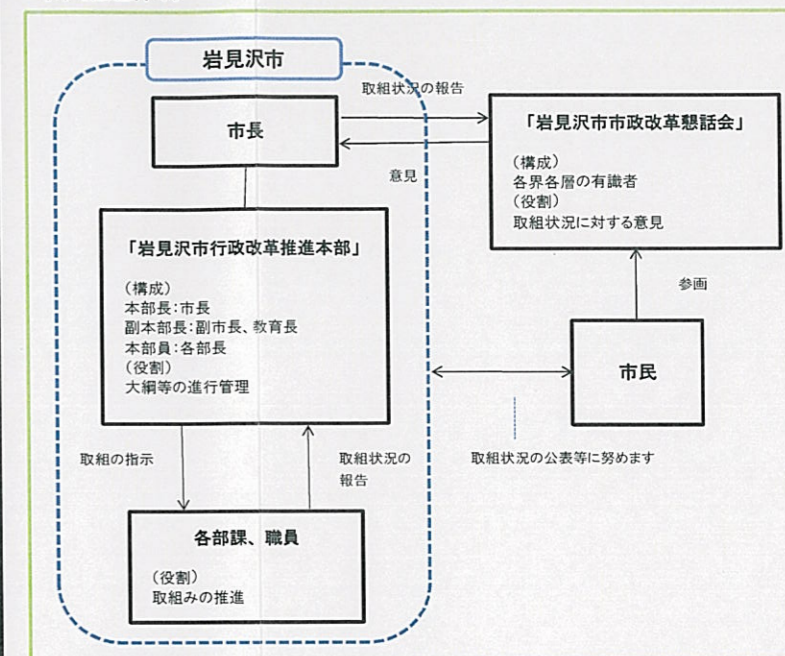 岩見沢市
市長
取組状況の報告
意見
「岩見沢市市政改革懇話会」
(構成)
各界各層の有識者
(役割)
取組状況に対する意見
「岩見沢市行政改革推進本部」
(構成)
本部長:市長
副本部長:副市長、教育長
本部員:各部長
(役割)
大綱等の進行管理
参画
市民
取組状況の公表等に努めます
取組の指示
取組状況の
報告
各部課、職員
(役割)
取組みの推進